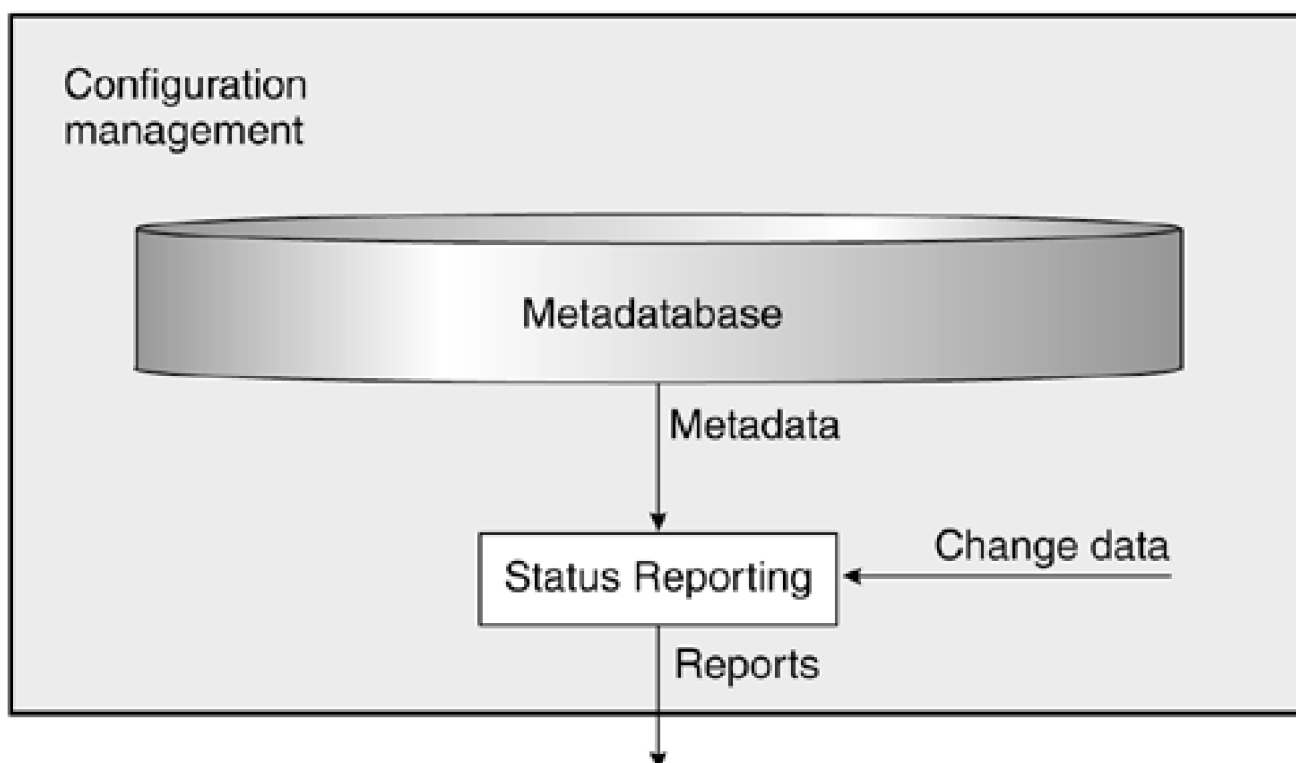 Configuration
management
Metadatabase
Metadata
Change data
Status Reporting
Reports